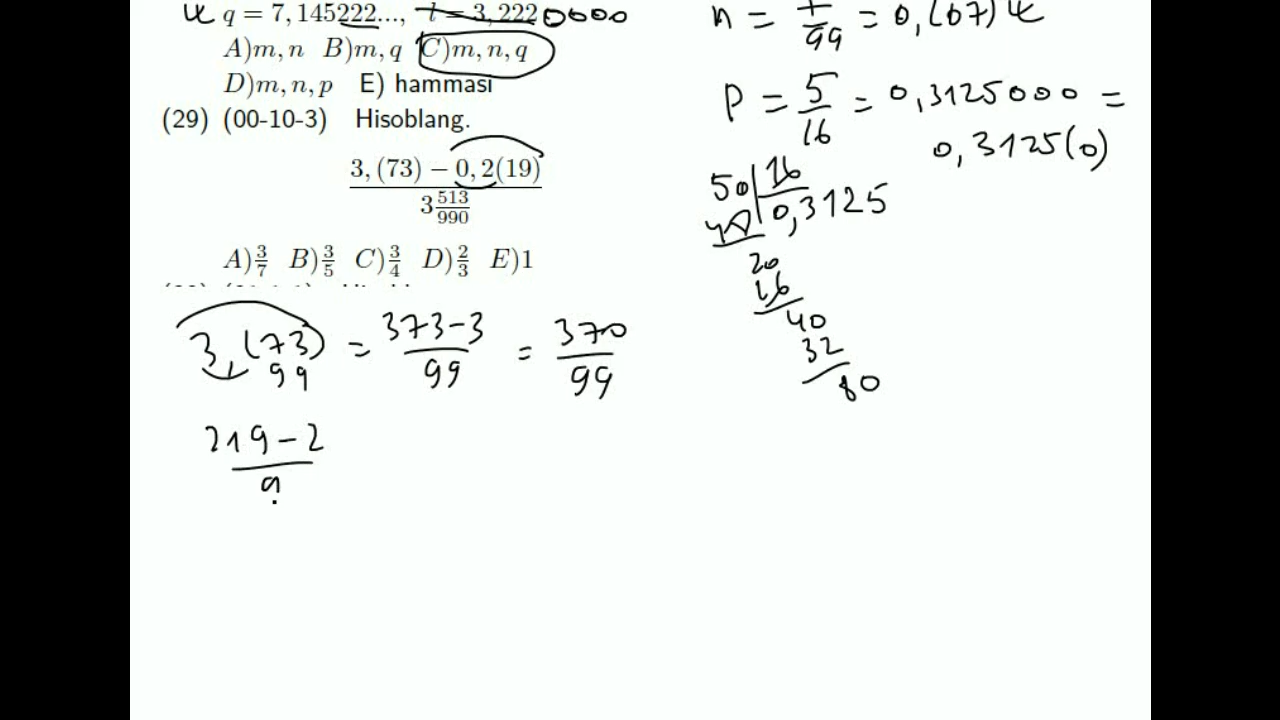 q = 7,145222..., t = 3,2220000
A)m, n B)m, q C)m, n, q
D)m, n, p E) hammasi
(29) (00-10-3) Hisoblang.
3,(73) − 0,2(19)
3 513/990
A) 3/7 B) 3/5 C) 3/4 D) 2/3 E)1
3,(73) = 373-3/99 = 370/99
99
219-2/9
n = 7/99 = 0,(07)
P = 5/16 = 0,3125000 =
0,3125(0)
50 16
0,3125
20
16
40
32
80